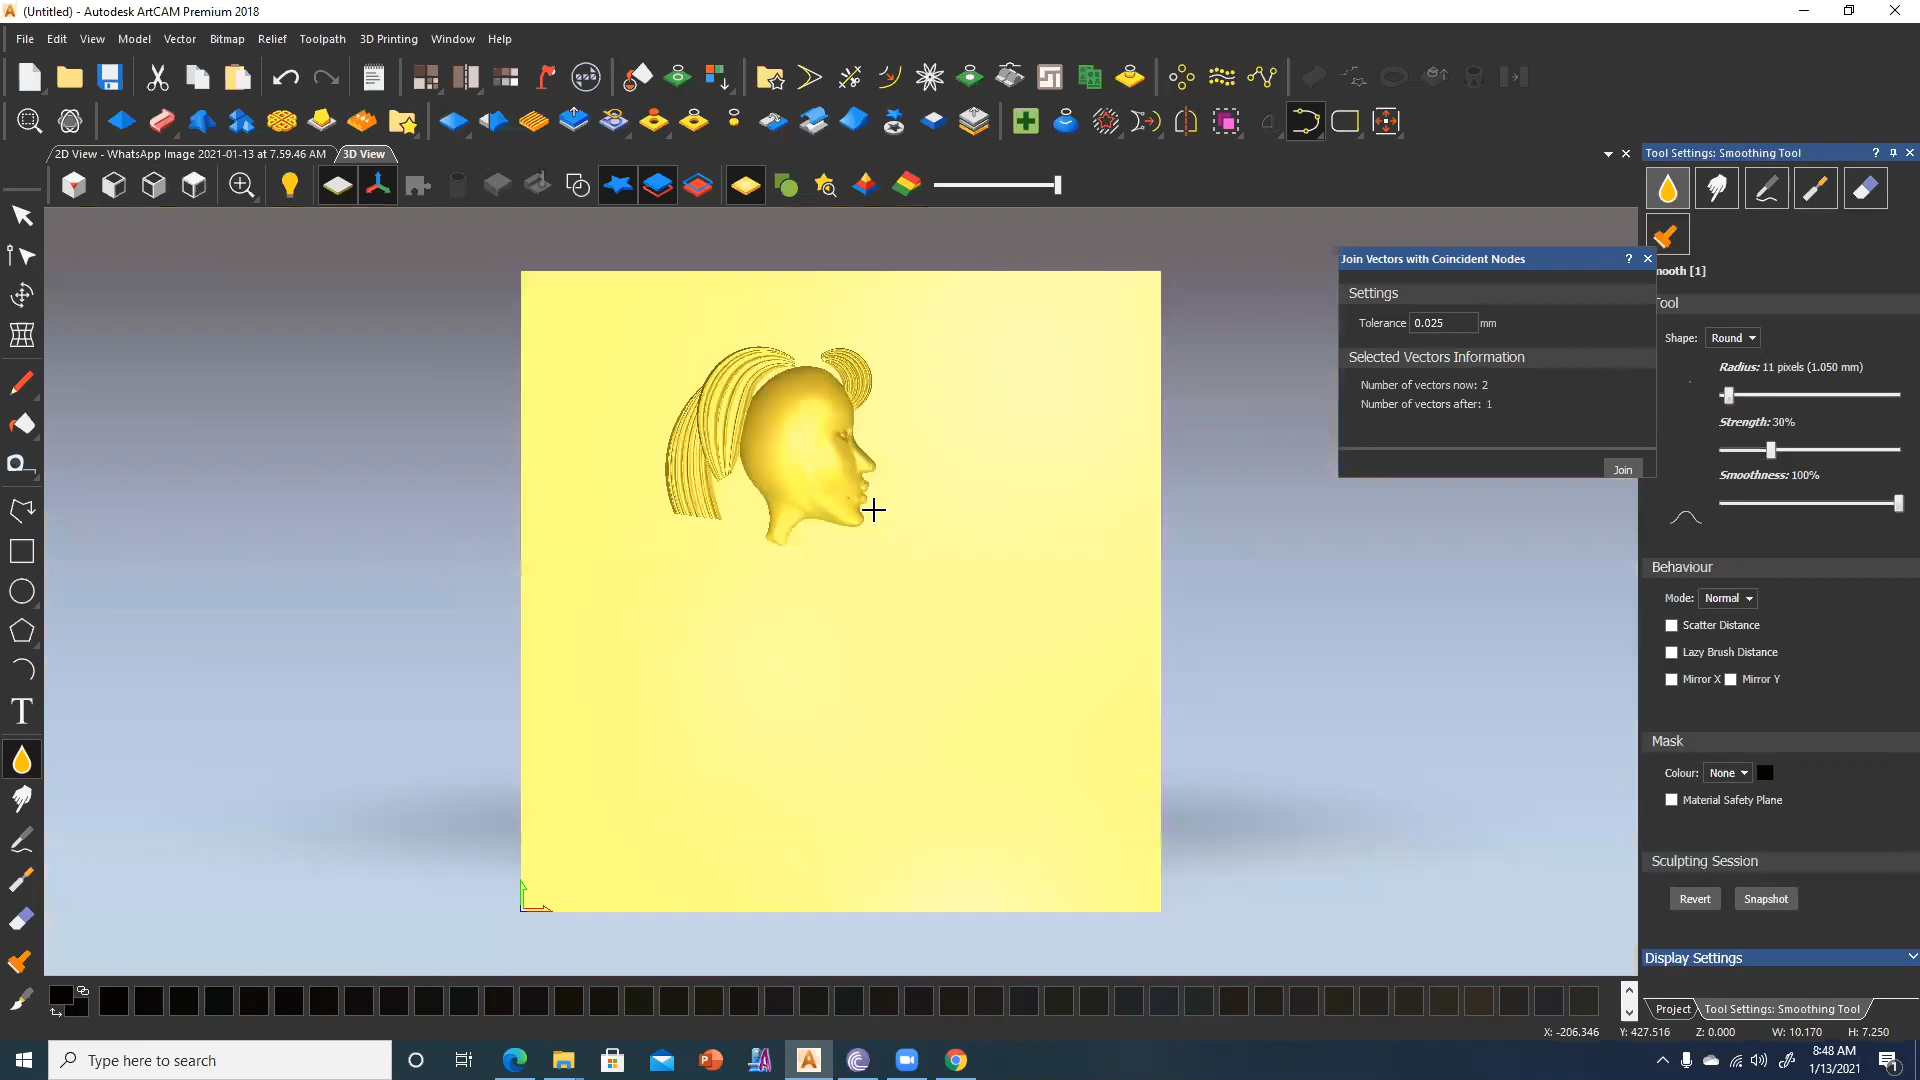 (Untitled) - Autodesk ArtCAM Premium 2018
File Edit View Model Vector Bitmap Relief Toolpath 3D Printing Window Help
2D View - WhatsApp Image 2021-01-13 at 7.59.46 AM 3D View
Tool Settings: Smoothing Tool
Join Vectors with Coincident Nodes
Settings
Tolerance 0.025 mm
Selected Vectors Information
Number of vectors now: 2
Number of vectors after: 1
Join
mooth [1]
Tool
Shape: Round
Radius: 11 pixels (1.050 mm)
Strength: 30%
Smoothness: 100%
Behaviour
Mode: Normal
Scatter Distance
Lazy Brush Distance
Mirror X Mirror Y
Mask
Colour: None
Material Safety Plane
Sculpting Session
Revert Snapshot
Display Settings
Project Tool Settings: Smoothing Tool
X: -206.346 Y: 427.516 Z: 0.000 W: 10.170 H: 7.250
Type here to search
8:48 AM
1/13/2021
1